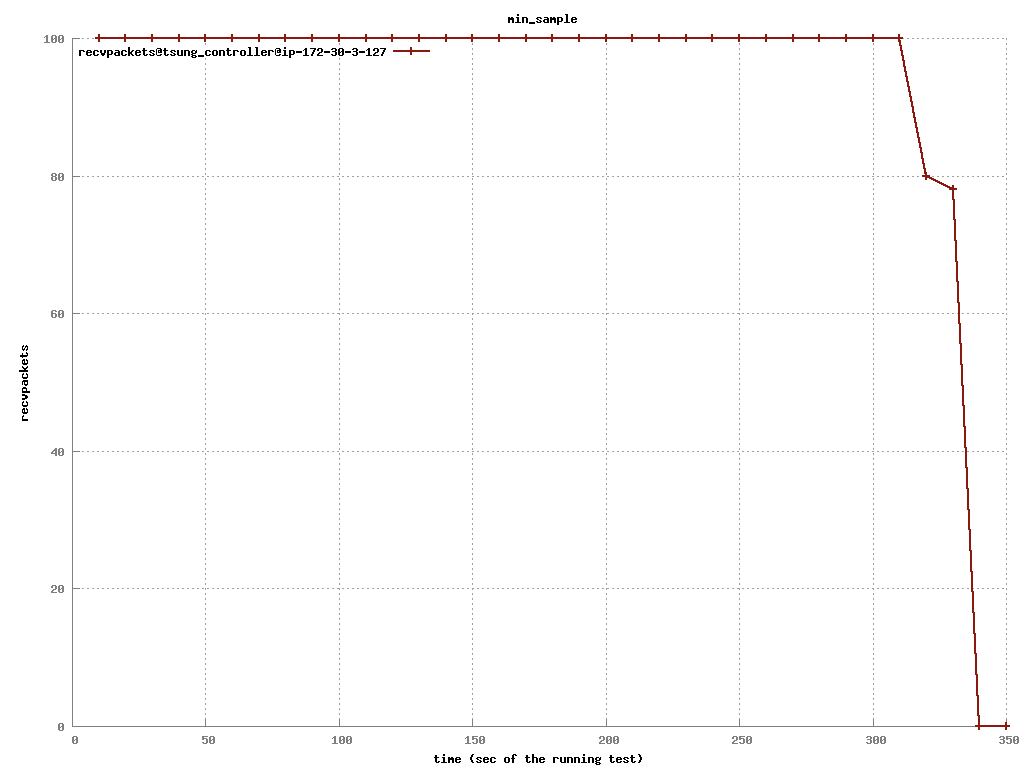 min_sample
recvpackets@tsung_controller@ip-172-30-3-127
100
80
60
40
20
0
recvpackets
0 50 100 150 200 250 300 350
time (sec of the running test)